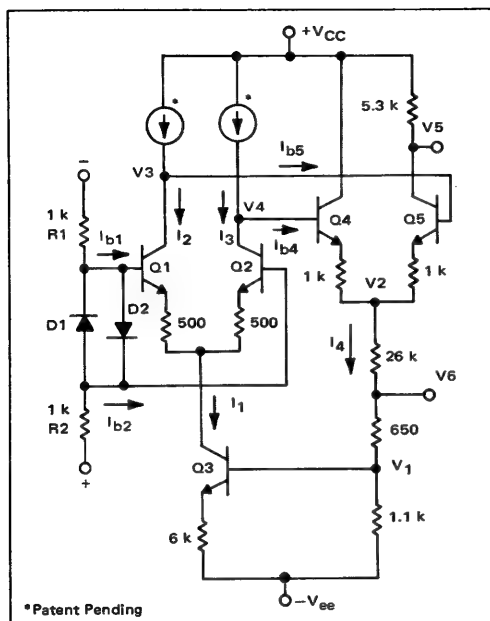 +VCC
*
*
5.3 k
V5
Ib5
V3
−
V4
1 k
R1
Ib1
I2
I3
Ib4
Q4
Q5
Q1
Q2
1 k
1 k
D1
D2
V2
500
500
I4
26 k
1 k
R2
Ib2
I1
V6
650
+
Q3
V1
6 k
1.1 k
*Patent Pending
−Vee